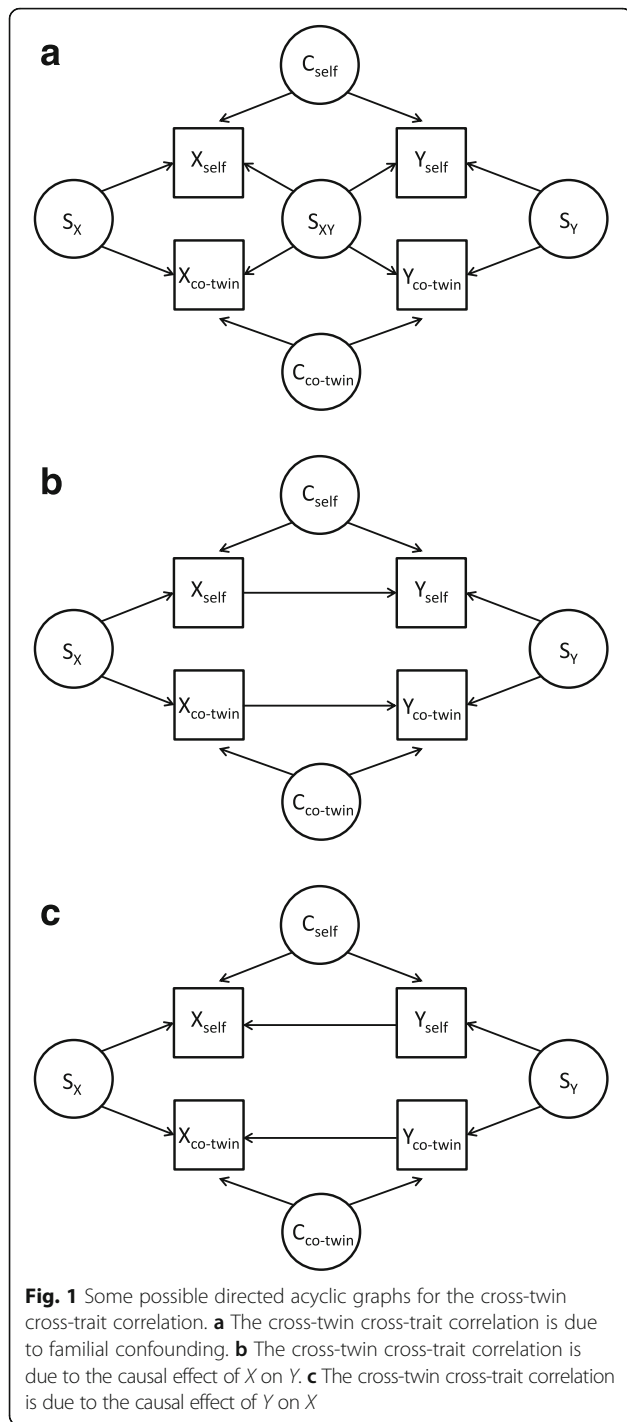 a
C_self
X_self
Y_self
S_X
S_XY
S_Y
X_co-twin
Y_co-twin
C_co-twin
b
C_self
X_self
Y_self
S_X
S_Y
X_co-twin
Y_co-twin
C_co-twin
c
C_self
X_self
Y_self
S_X
S_Y
X_co-twin
Y_co-twin
C_co-twin
Fig. 1 Some possible directed acyclic graphs for the cross-twin
cross-trait correlation. a The cross-twin cross-trait correlation is due
to familial confounding. b The cross-twin cross-trait correlation is
due to the causal effect of X on Y. c The cross-twin cross-trait correlation
is due to the causal effect of Y on X